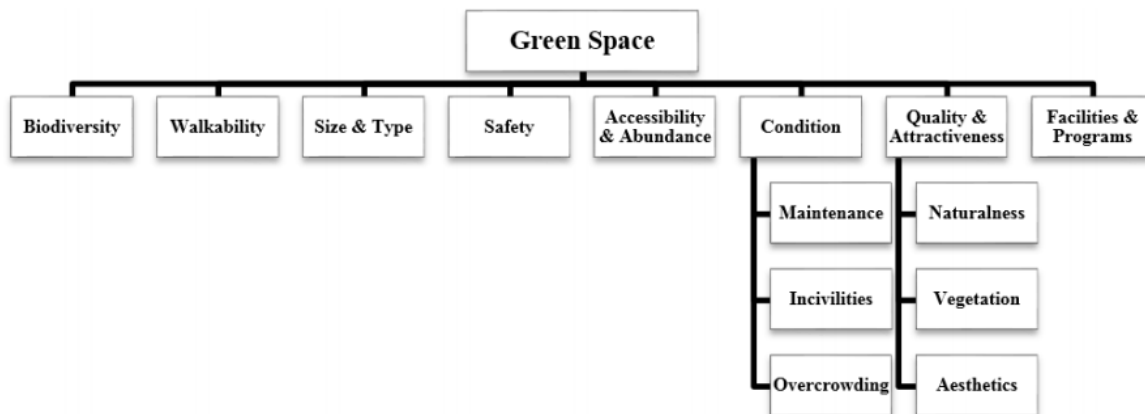 Green Space
Biodiversity
Walkability
Size & Type
Safety
Accessibility
& Abundance
Condition
Quality &
Attractiveness
Facilities &
Programs
Maintenance
Incivilities
Overcrowding
Naturalness
Vegetation
Aesthetics